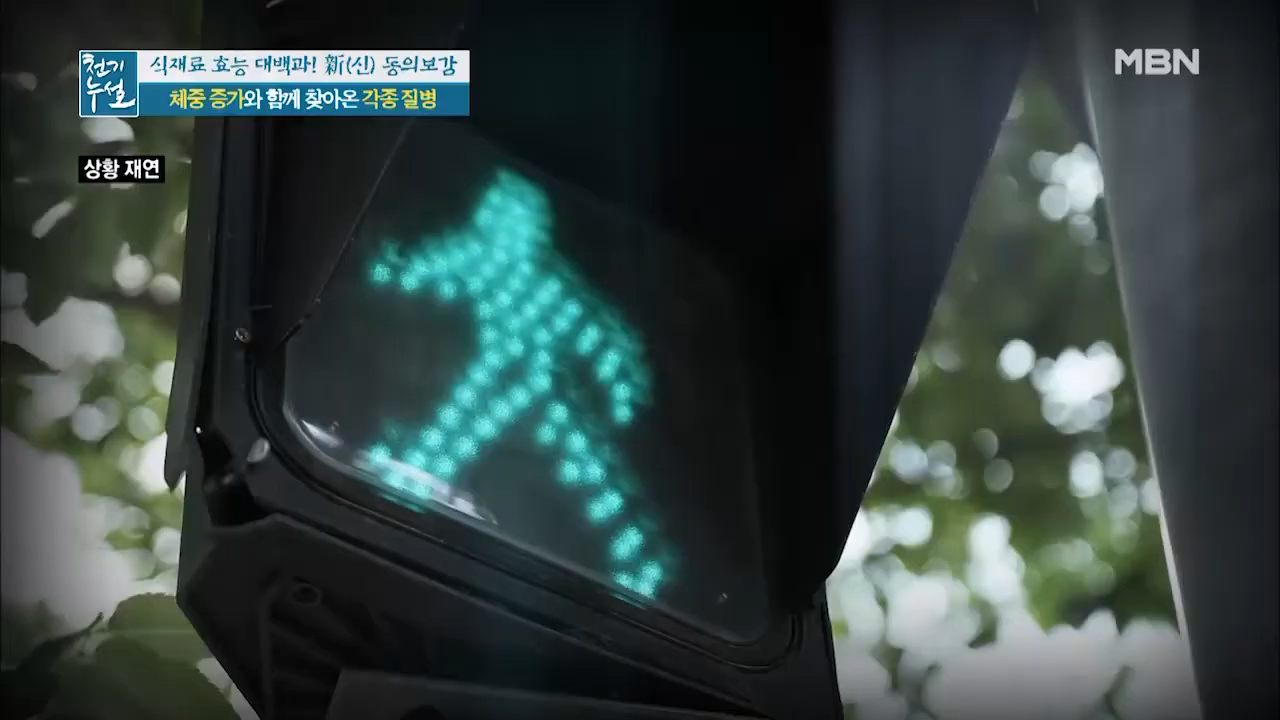 천기
누설
식재료 효능 대백과! 新(신) 동의보감
체중 증가와 함께 찾아온 각종 질병
MBN
상황 재연